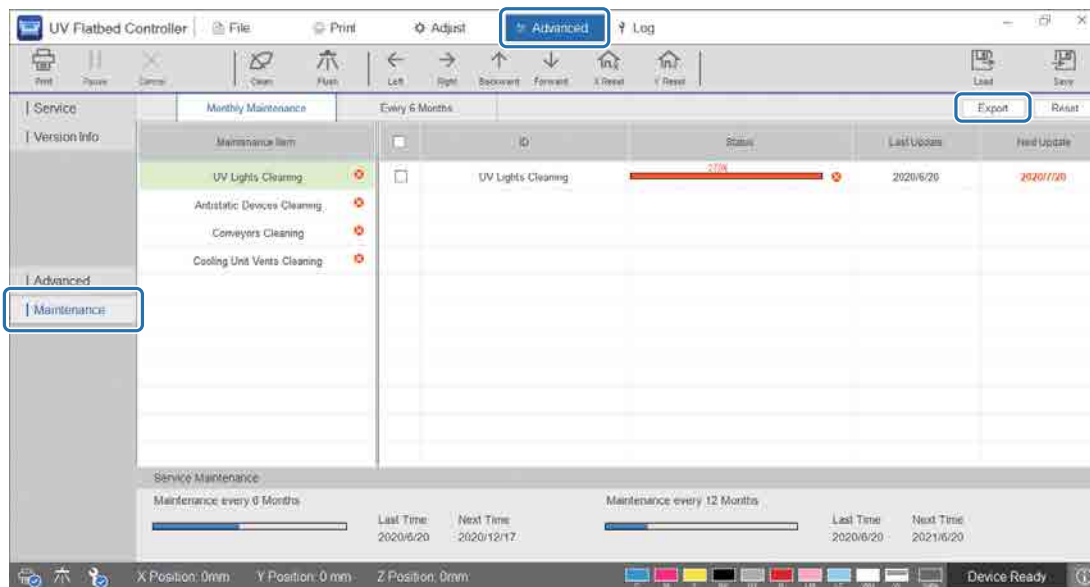 UV Flatbed Controller
File
Print
Adjust
Advanced
Log
Print
Pause
Cancel
Clean
Flush
Left
Right
Backward
Forward
X Reset
Y Reset
Load
Save
Service
Version Info
Advanced
Maintenance
Monthly Maintenance
Every 6 Months
Export
Reset
Maintenance Item
ID
Status
Last Update
Next Update
UV Lights Cleaning
UV Lights Cleaning
2020/6/20
2020/7/20
Antistatic Devices Cleaning
Conveyors Cleaning
Cooling Unit Vents Cleaning
Service Maintenance
Maintenance every 6 Months
Last Time
Next Time
2020/6/20
2020/12/17
Maintenance every 12 Months
Last Time
Next Time
2020/6/20
2021/6/20
X Position: 0mm
Y Position: 0 mm
Z Position: 0mm
Device Ready